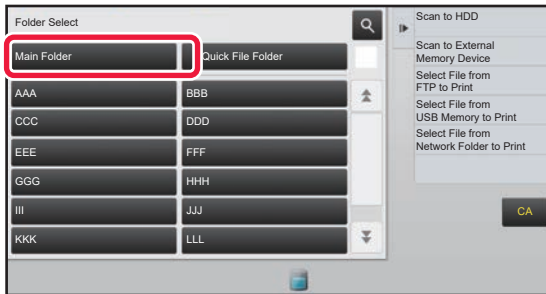 Folder Select
Main Folder
Quick File Folder
AAA
BBB
CCC
DDD
EEE
FFF
GGG
HHH
III
JJJ
KKK
LLL
Scan to HDD
Scan to External
Memory Device
Select File from
FTP to Print
Select File from
USB Memory to Print
Select File from
Network Folder to Print
CA